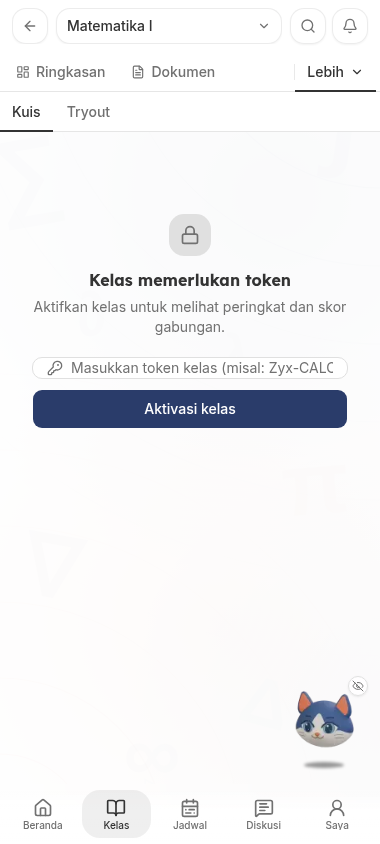 Matematika I
Ringkasan
Dokumen
Lebih
Kuis
Tryout
Kelas memerlukan token
Aktifkan kelas untuk melihat peringkat dan skor
gabungan.
Masukkan token kelas (misal: Zyx-CALC
Aktivasi kelas
Beranda
Kelas
Jadwal
Diskusi
Saya